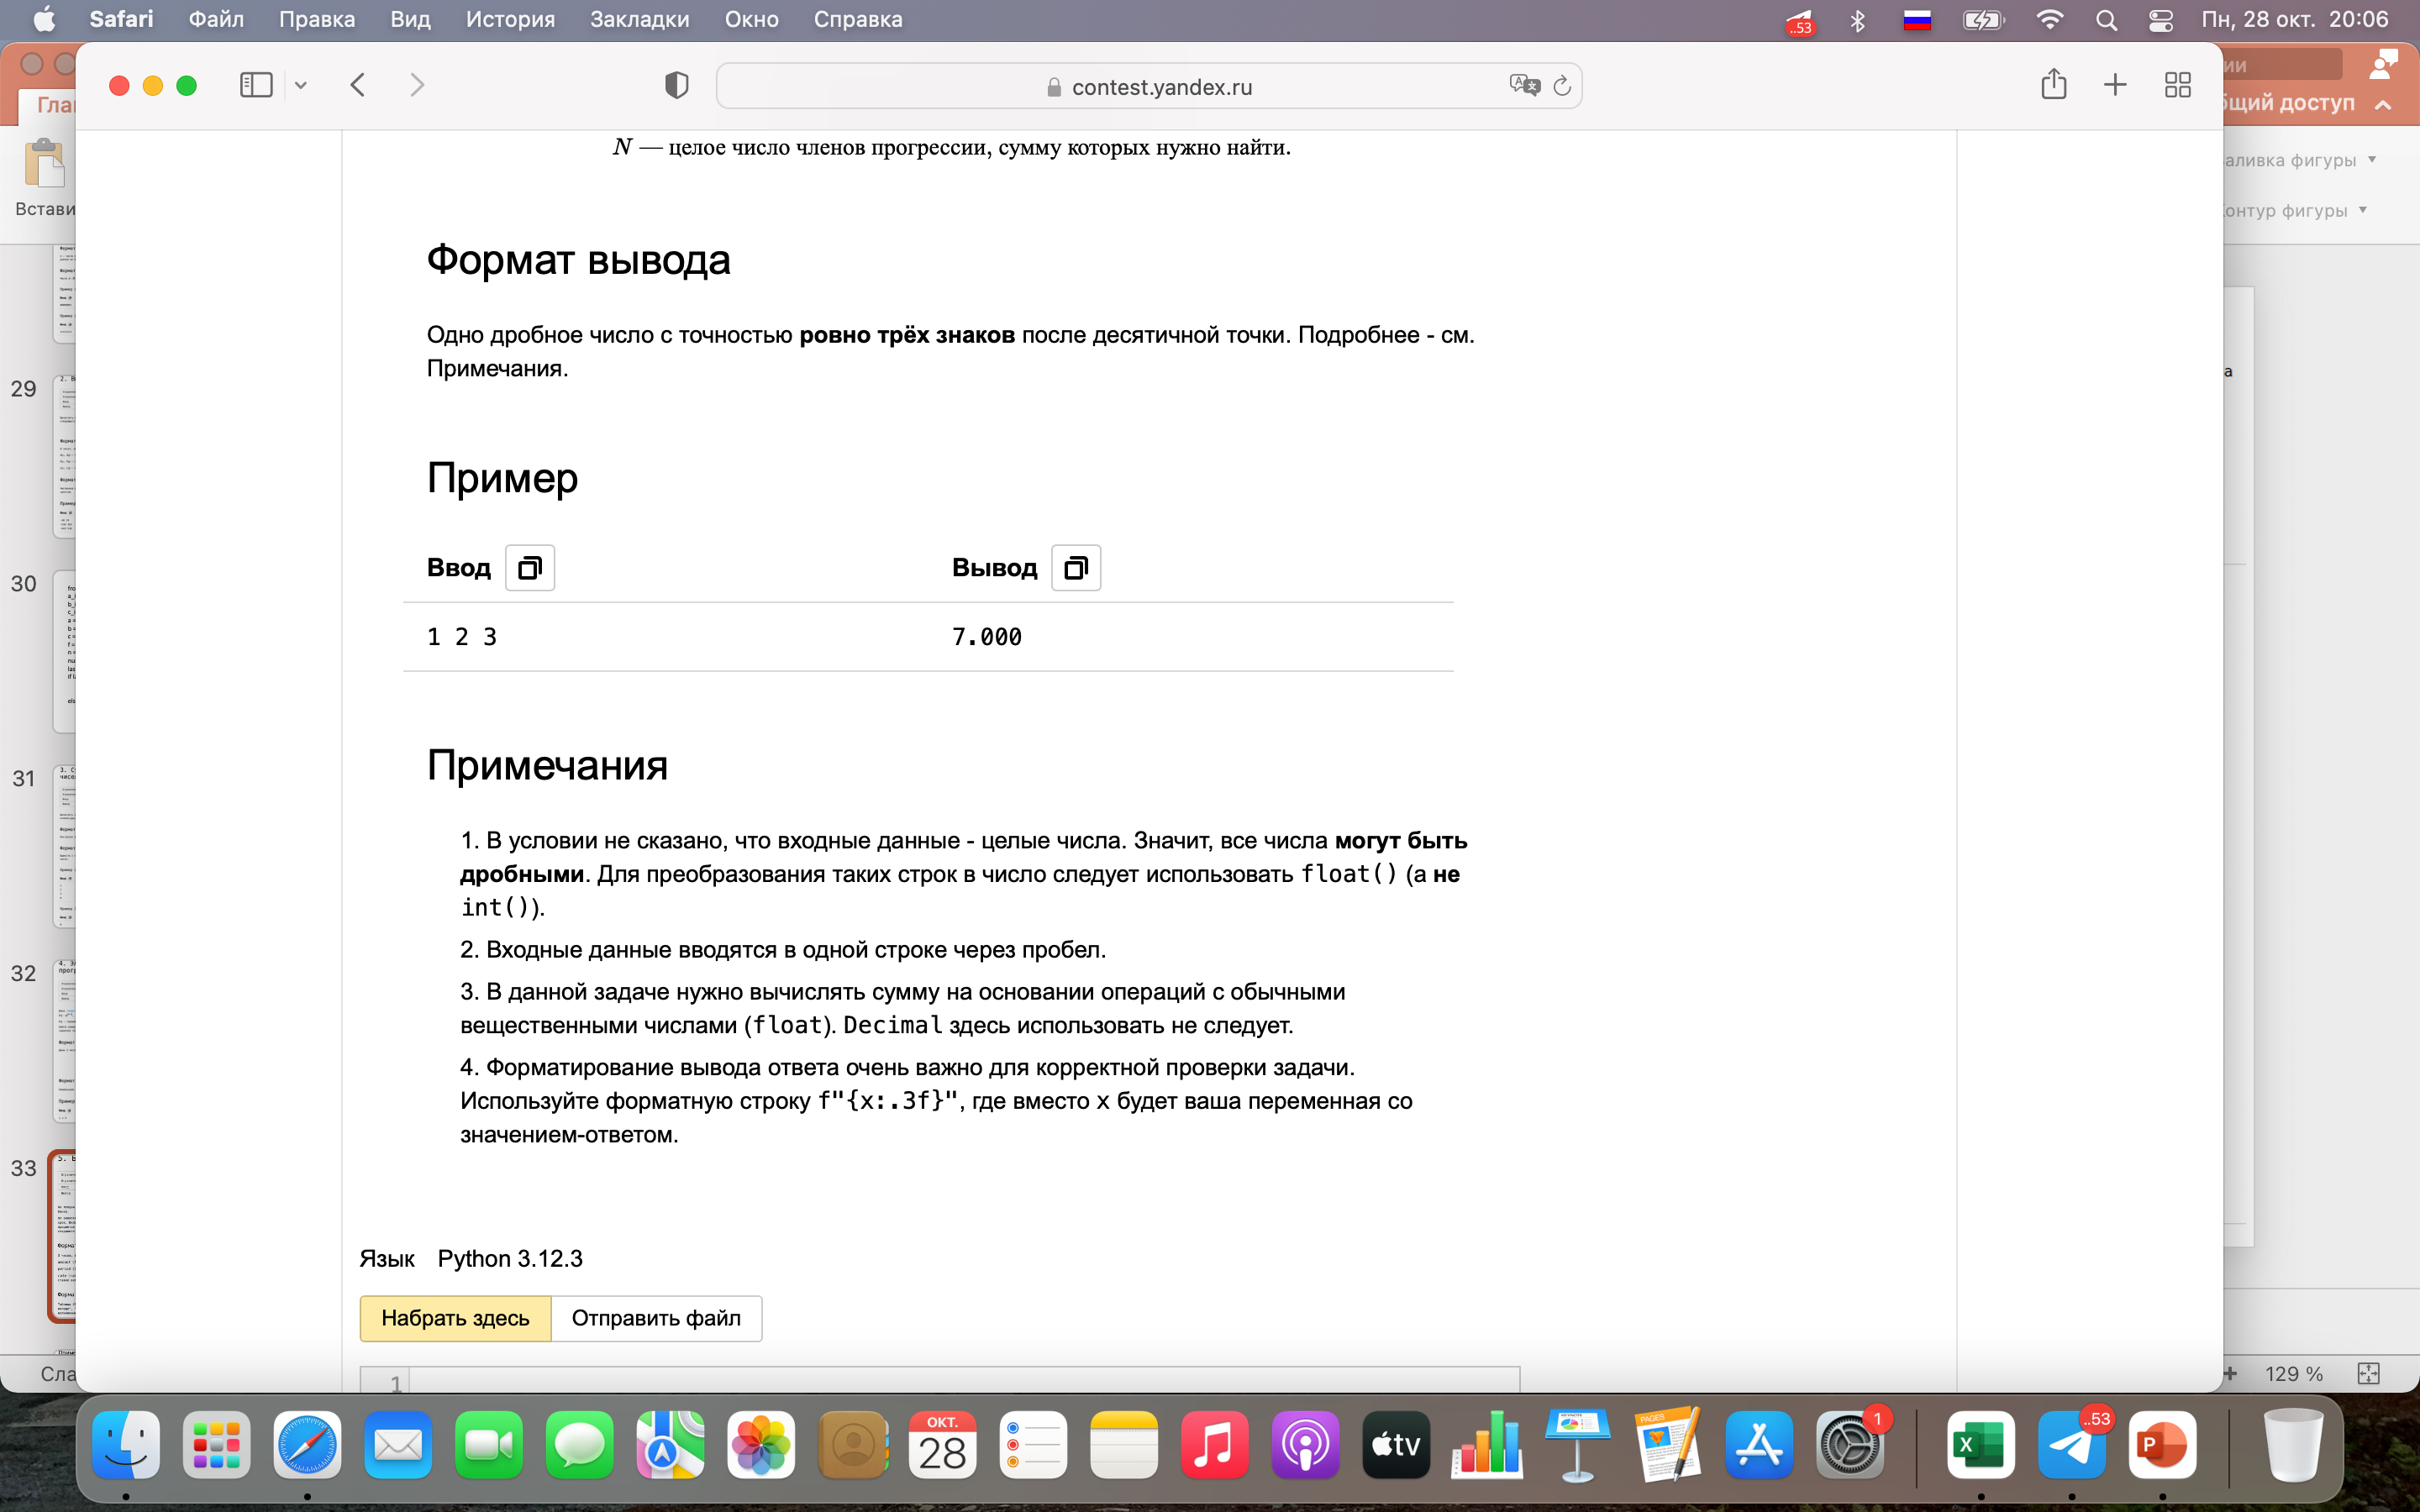 Safari Файл Правка Вид История Закладки Окно Справка
..53
Пн, 28 окт. 20:06
contest.yandex.ru
бщий доступ
Встави
аливка фигуры
онтур фигуры
N — целое число членов прогрессии, сумму которых нужно найти.
Формат вывода
Одно дробное число с точностью ровно трёх знаков после десятичной точки. Подробнее - см.
Примечания.
Пример
Ввод Вывод
1 2 3 7.000
Примечания
1. В условии не сказано, что входные данные - целые числа. Значит, все числа могут быть
дробными. Для преобразования таких строк в число следует использовать float() (а не
int()).
2. Входные данные вводятся в одной строке через пробел.
3. В данной задаче нужно вычислять сумму на основании операций с обычными
вещественными числами (float). Decimal здесь использовать не следует.
4. Форматирование вывода ответа очень важно для корректной проверки задачи.
Используйте форматную строку f"{x:.3f}", где вместо x будет ваша переменная со
значением-ответом.
Язык Python 3.12.3
Набрать здесь Отправить файл
1
29
30
31
32
33
Сла
129 %
ОКТ.
28
tv
KEYNOTE
PAGES
1
X
..53
P